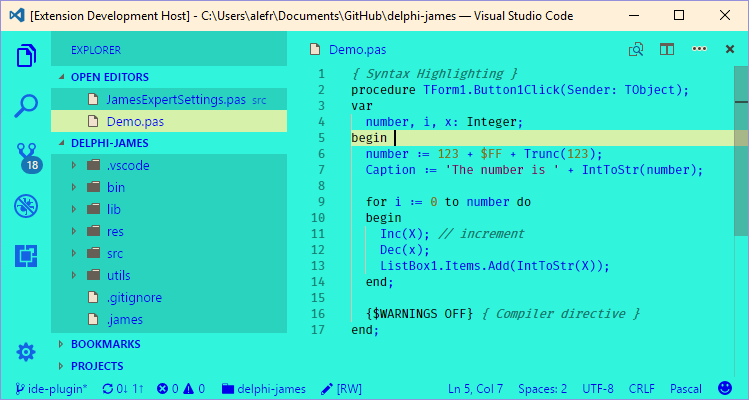 [Extension Development Host] - C:\Users\alefr\Documents\GitHub\delphi-james — Visual Studio Code
EXPLORER
OPEN EDITORS
JamesExpertSettings.pas src
Demo.pas
DELPHI-JAMES
.vscode
bin
lib
res
src
utils
.gitignore
.james
BOOKMARKS
PROJECTS
18
Demo.pas
1 { Syntax Highlighting }
2 procedure TForm1.Button1Click(Sender: TObject);
3 var
4 number, i, x: Integer;
5 begin
6 number := 123 + $FF + Trunc(123);
7 Caption := 'The number is ' + IntToStr(number);
8
9 for i := 0 to number do
10 begin
11 Inc(X); // increment
12 Dec(x);
13 ListBox1.Items.Add(IntToStr(X));
14 end;
15
16 {$WARNINGS OFF} { Compiler directive }
17 end;
ide-plugin* 0↓ 1↑ 0 0 delphi-james [RW] Ln 5, Col 7 Spaces: 2 UTF-8 CRLF Pascal